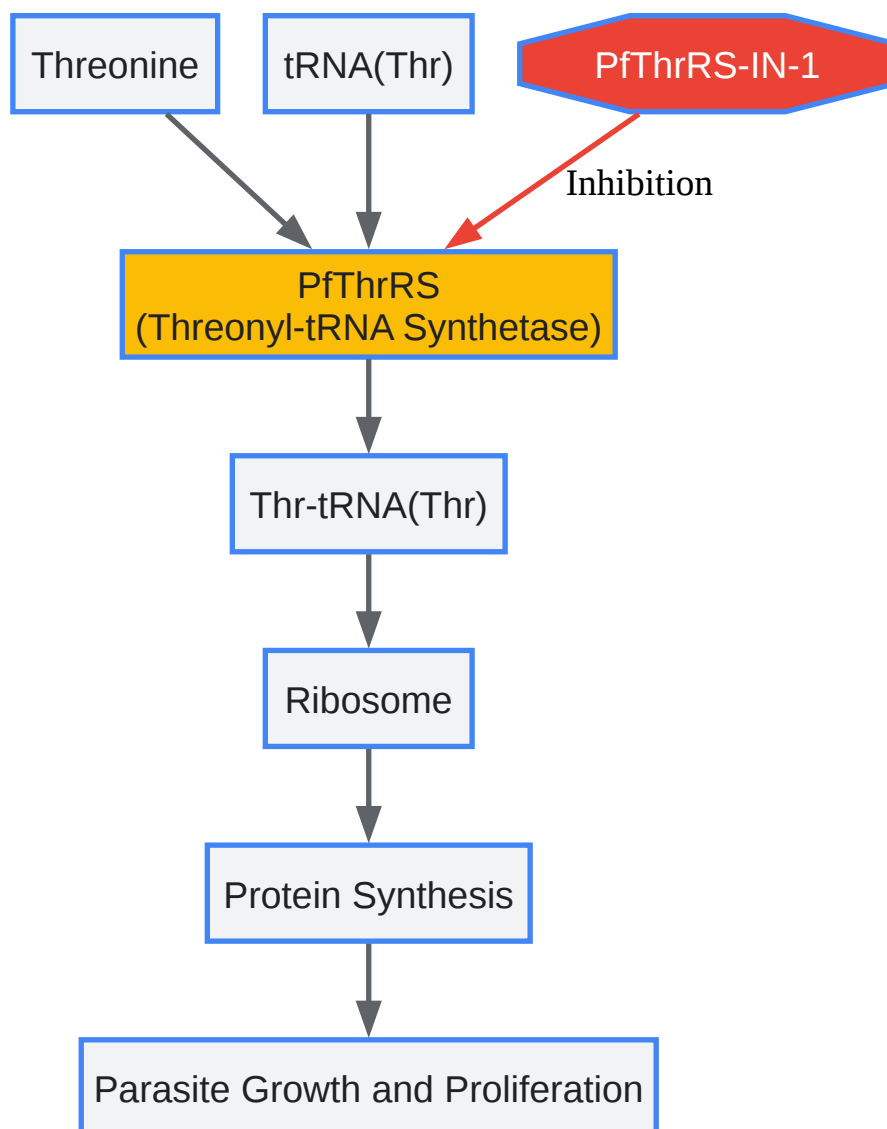 Threonine
tRNA(Thr)
PfThrRS-IN-1
Inhibition
PfThrRS
(Threonyl-tRNA Synthetase)
Thr-tRNA(Thr)
Ribosome
Protein Synthesis
Parasite Growth and Proliferation